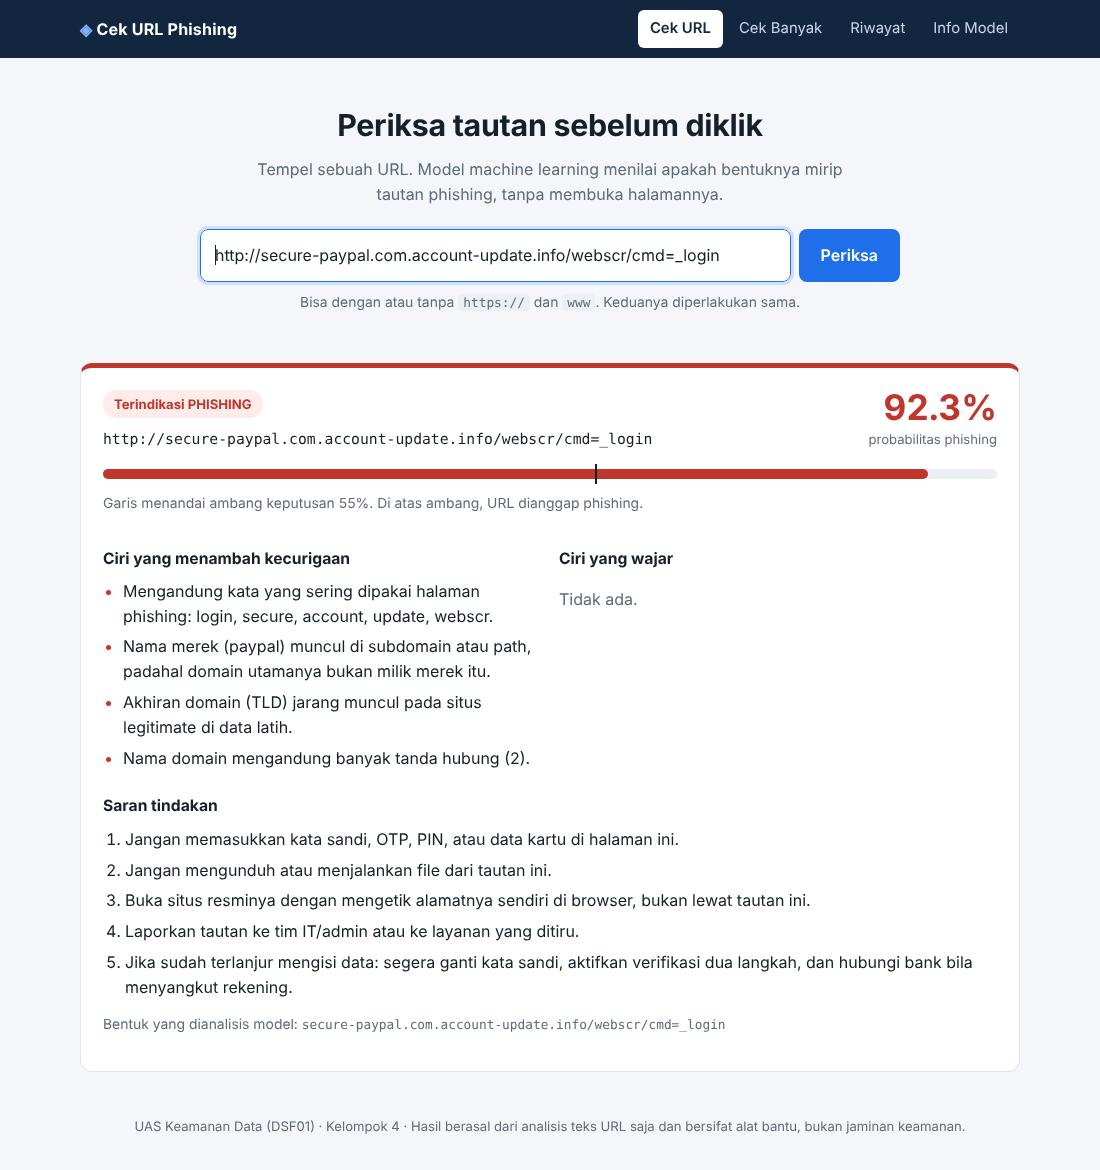 Cek URL Phishing
Cek URL
Cek Banyak
Riwayat
Info Model
Periksa tautan sebelum diklik
Tempel sebuah URL. Model machine learning menilai apakah bentuknya mirip
tautan phishing, tanpa membuka halamannya.
http://secure-paypal.com.account-update.info/webscr/cmd=_login
Periksa
Bisa dengan atau tanpa https:// dan www. Keduanya diperlakukan sama.
Terindikasi PHISHING
92.3%
http://secure-paypal.com.account-update.info/webscr/cmd=_login
probabilitas phishing
Garis menandai ambang keputusan 55%. Di atas ambang, URL dianggap phishing.
Ciri yang menambah kecurigaan
Mengandung kata yang sering dipakai halaman
phishing: login, secure, account, update, webscr.
Nama merek (paypal) muncul di subdomain atau path,
padahal domain utamanya bukan milik merek itu.
Akhiran domain (TLD) jarang muncul pada situs
legitimate di data latih.
Nama domain mengandung banyak tanda hubung (2).
Ciri yang wajar
Tidak ada.
Saran tindakan
1. Jangan memasukkan kata sandi, OTP, PIN, atau data kartu di halaman ini.
2. Jangan mengunduh atau menjalankan file dari tautan ini.
3. Buka situs resminya dengan mengetik alamatnya sendiri di browser, bukan lewat tautan ini.
4. Laporkan tautan ke tim IT/admin atau ke layanan yang ditiru.
5. Jika sudah terlanjur mengisi data: segera ganti kata sandi, aktifkan verifikasi dua langkah, dan hubungi bank bila
menyangkut rekening.
Bentuk yang dianalisis model: secure-paypal.com.account-update.info/webscr/cmd=_login
UAS Keamanan Data (DSF01) · Kelompok 4 · Hasil berasal dari analisis teks URL saja dan bersifat alat bantu, bukan jaminan keamanan.